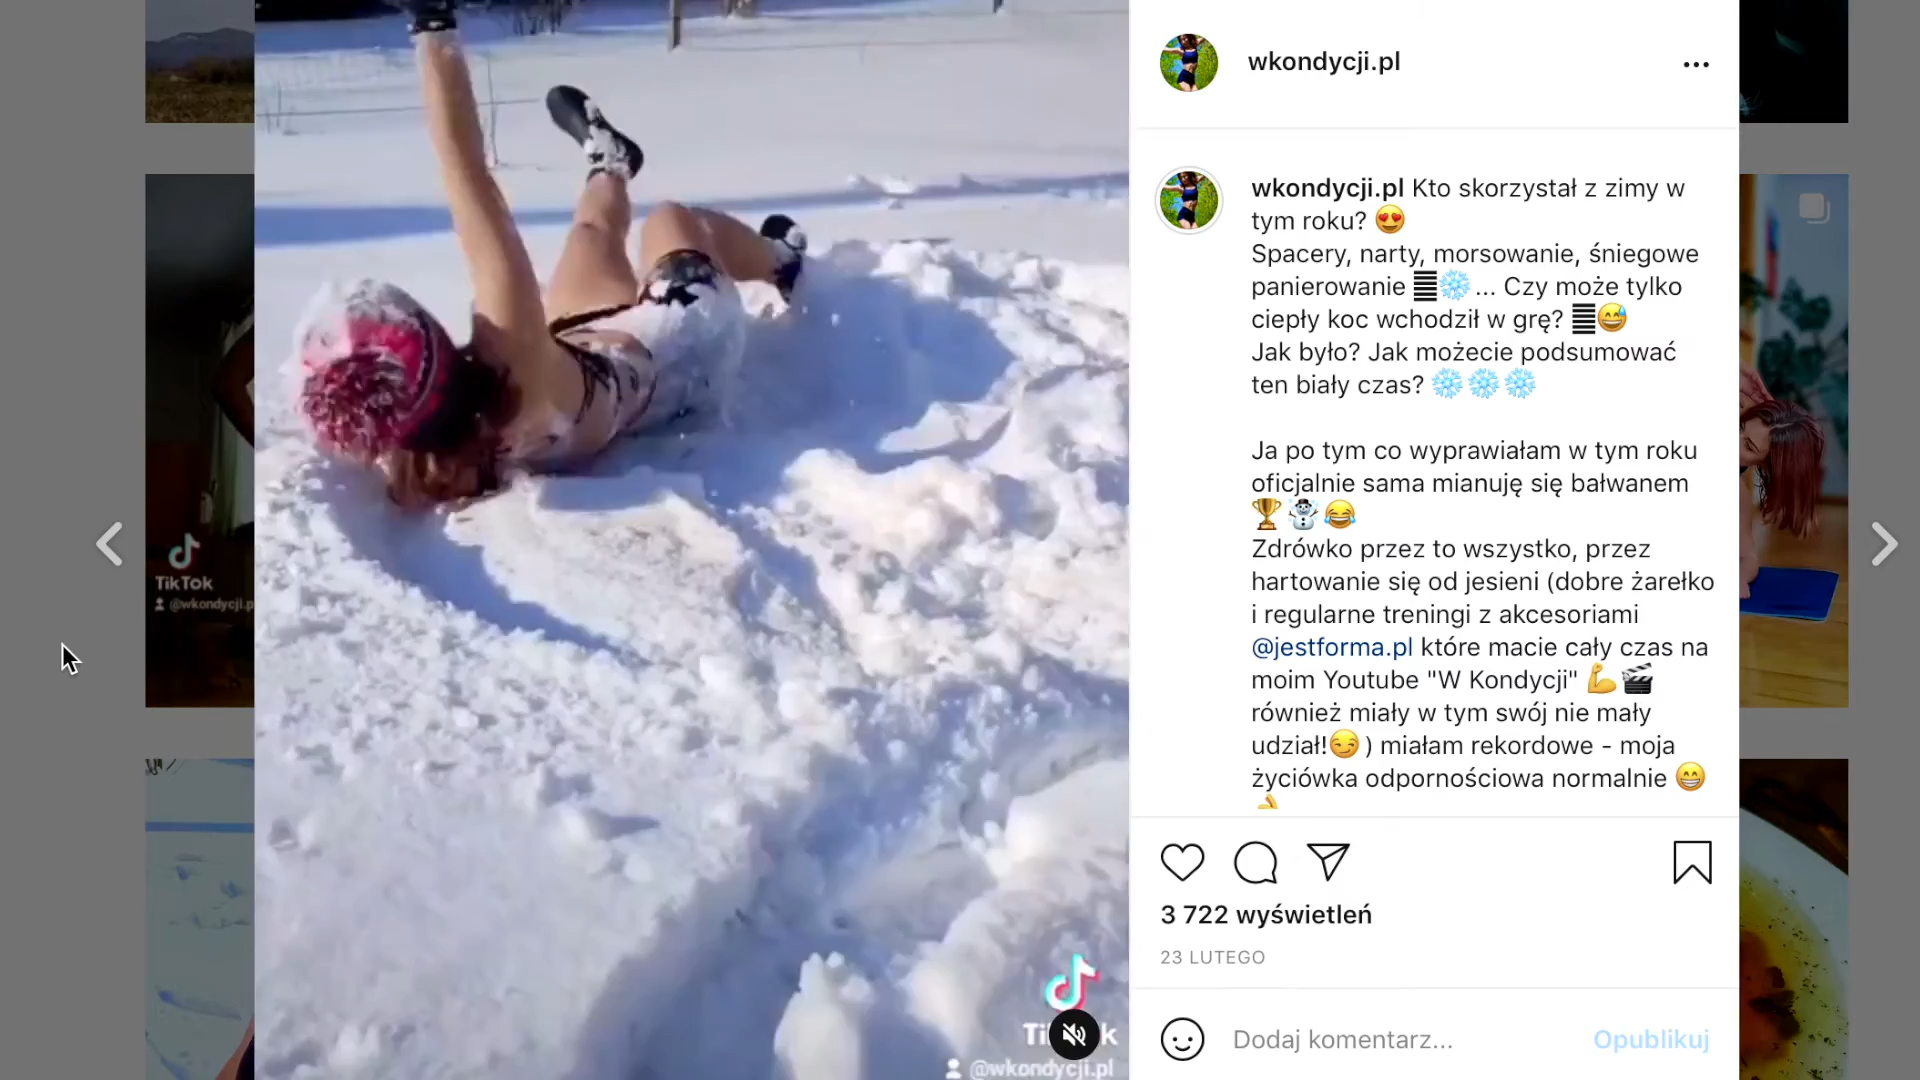 wkondycji.pl
wkondycji.pl Kto skorzystał z zimy w
tym roku? 😍
Spacery, narty, morsowanie, śniegowe
panierowanie ❄️... Czy może tylko
ciepły koc wchodził w grę? 😅
Jak było? Jak możecie podsumować
ten biały czas? ❄️❄️❄️
Ja po tym co wyprawiałam w tym roku
oficjalnie sama mianuję się bałwanem
🏆☃️😂
Zdrówko przez to wszystko, przez
hartowanie się od jesieni (dobre żarełko
i regularne treningi z akcesoriami
@jestforma.pl które macie cały czas na
moim Youtube "W Kondycji" 💪🎬
również miały w tym swój nie mały
udział!😏 ) miałam rekordowe - moja
życiówka odpornościowa normalnie 😁
3 722 wyświetleń
23 LUTEGO
Dodaj komentarz...
Opublikuj
TikTok
@wkondycji.p
@wkondycji.pl